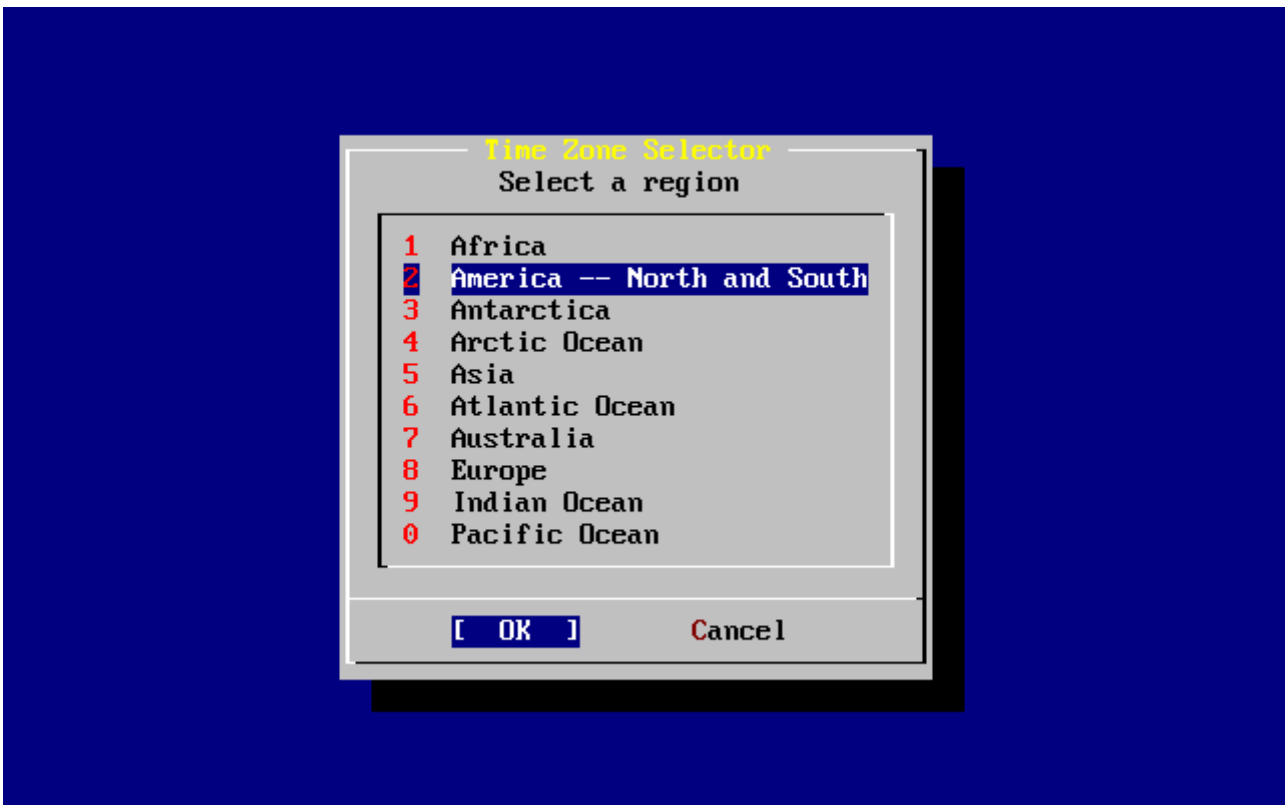 Time Zone Selector
Select a region
1 Africa
2 America -- North and South
3 Antarctica
4 Arctic Ocean
5 Asia
6 Atlantic Ocean
7 Australia
8 Europe
9 Indian Ocean
0 Pacific Ocean
[ OK ] Cancel